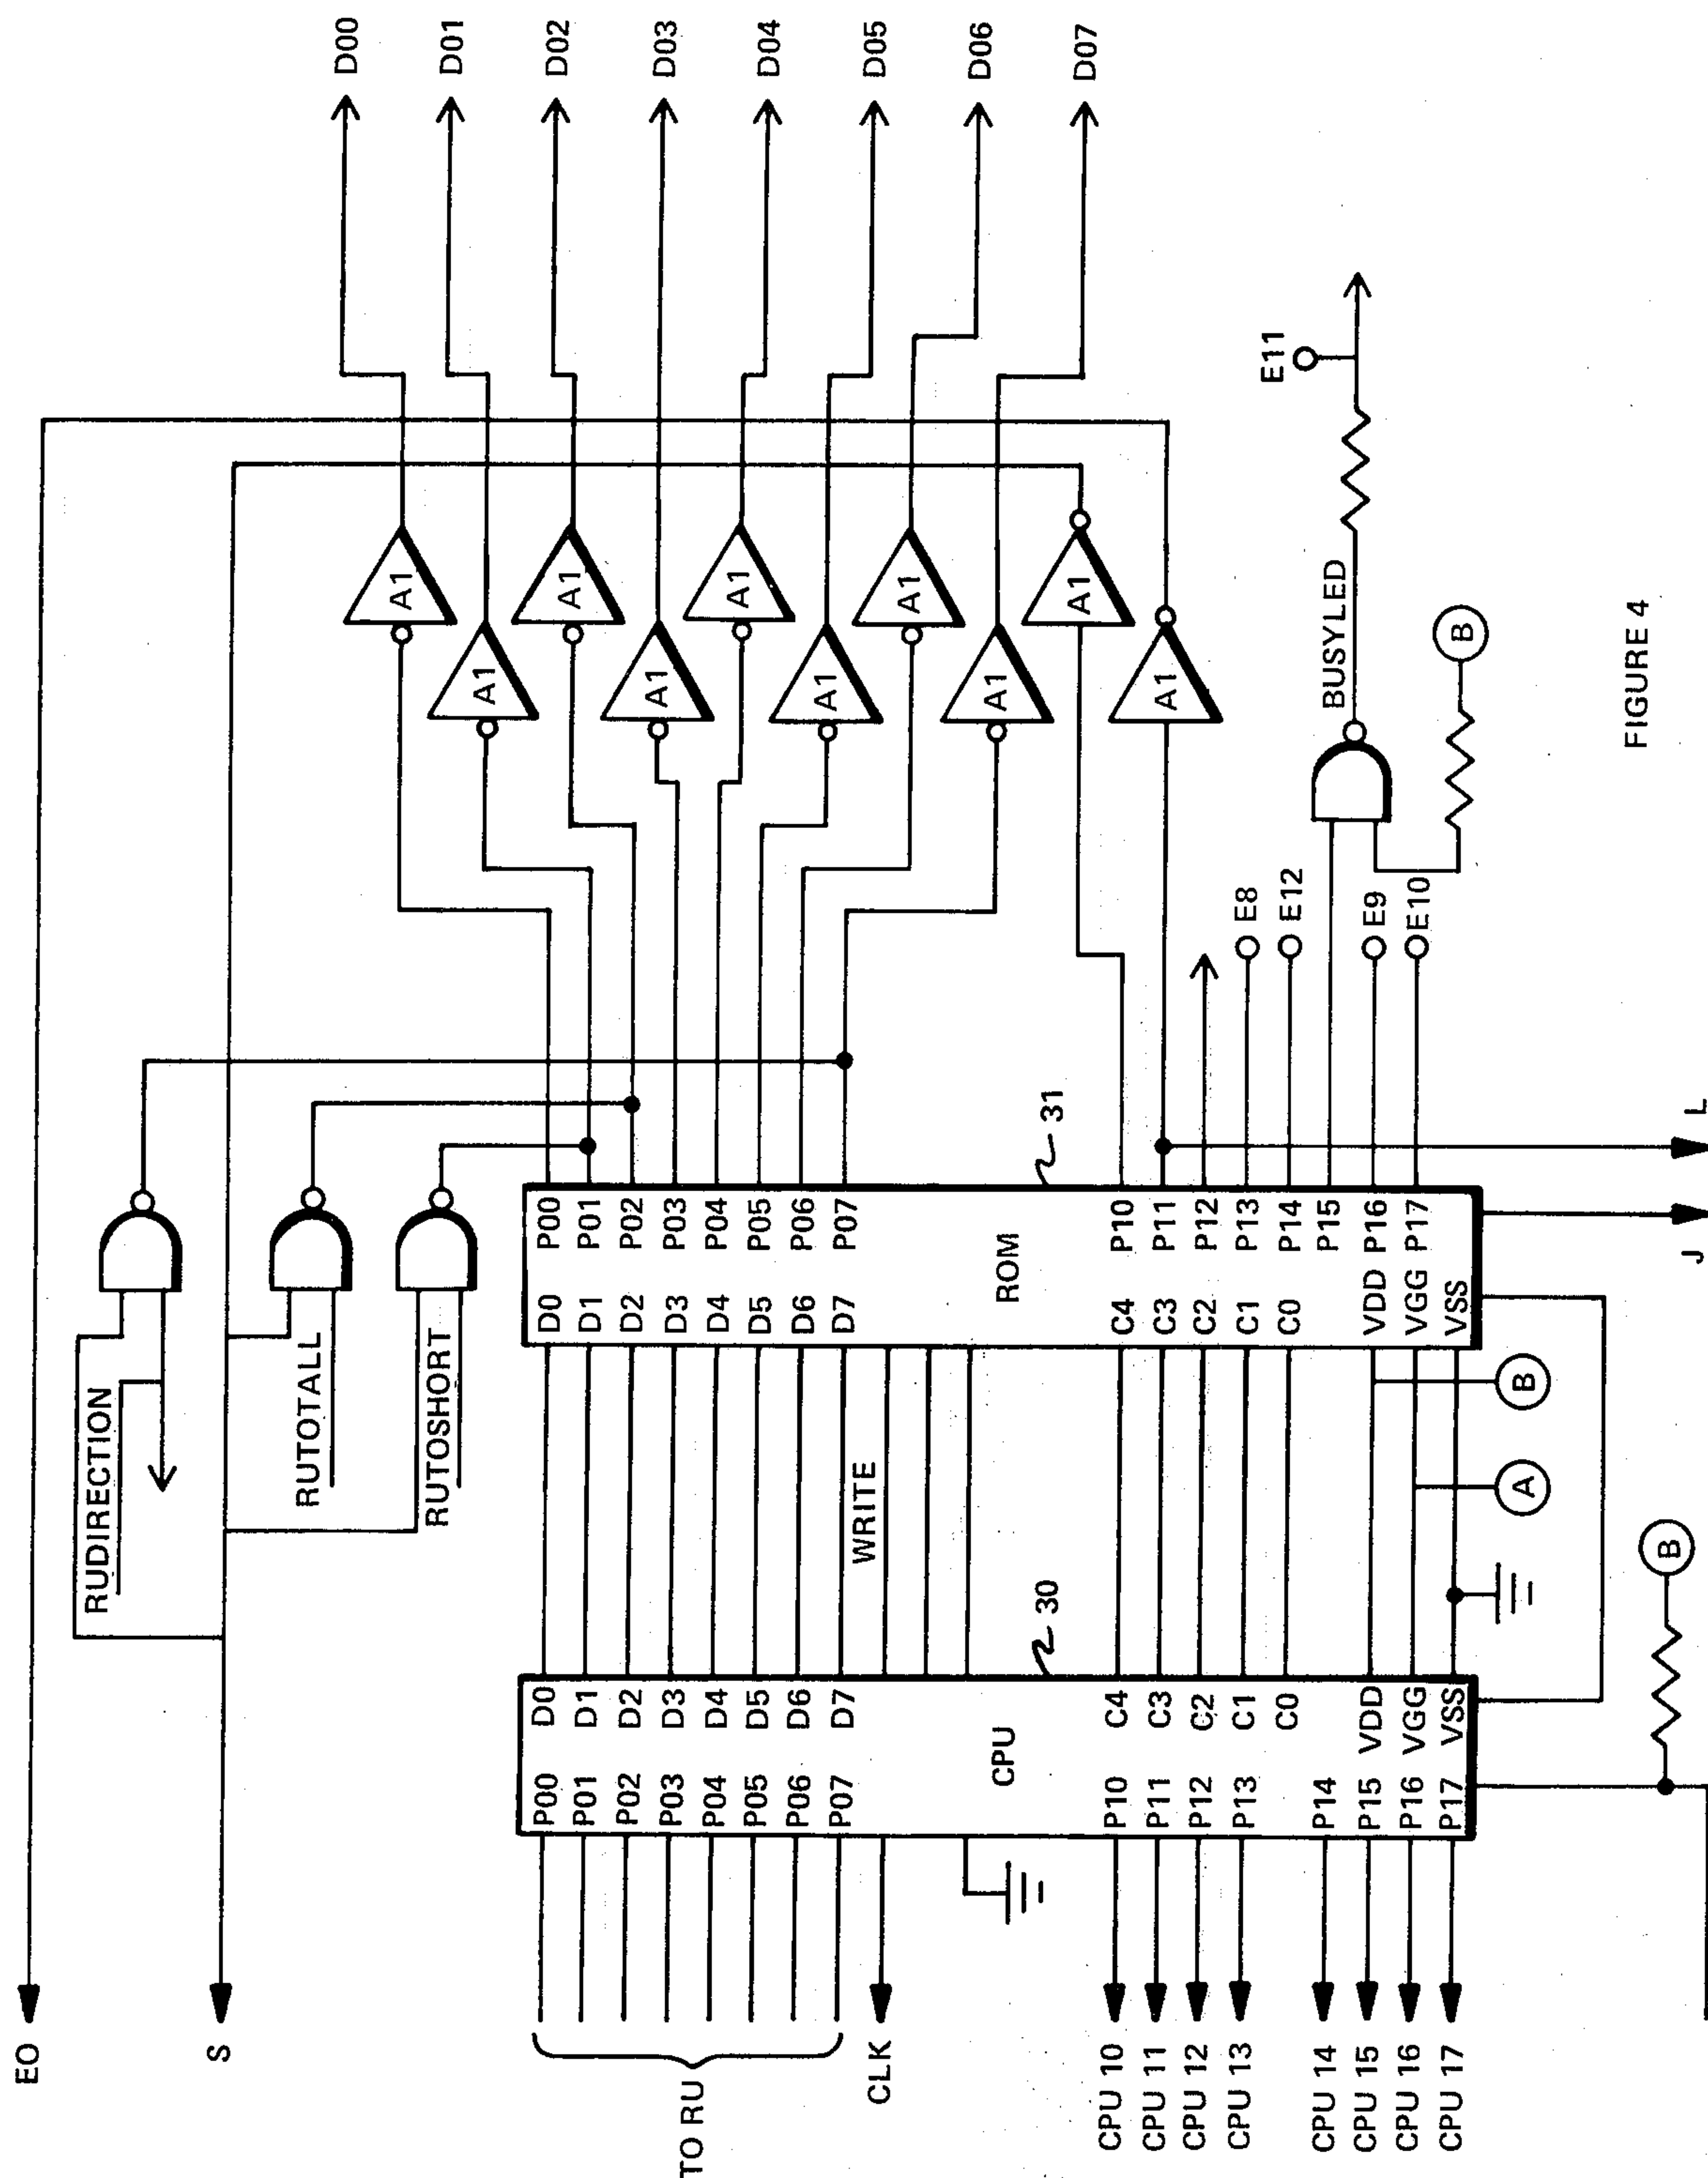 EO
S
RUDIRECTION
RUTOTALL
RUTOSHORT
D00
D01
D02
D03
D04
D05
D06
D07
A1
A1
A1
A1
A1
A1
A1
A1
A1
A1
TO RU
CLK
CPU 10
CPU 11
CPU 12
CPU 13
CPU 14
CPU 15
CPU 16
CPU 17
P00
P01
P02
P03
P04
P05
P06
P07
P10
P11
P12
P13
P14
P15
P16
P17
CPU
D0
D1
D2
D3
D4
D5
D6
D7
C4
C3
C2
C1
C0
VDD
VGG
VSS
30
WRITE
A
B
B
D0
D1
D2
D3
D4
D5
D6
D7
C4
C3
C2
C1
C0
VDD
VGG
VSS
ROM
P00
P01
P02
P03
P04
P05
P06
P07
P10
P11
P12
P13
P14
P15
P16
P17
31
J
L
E8
E12
E9
E10
BUSYLED
B
E11
FIGURE 4